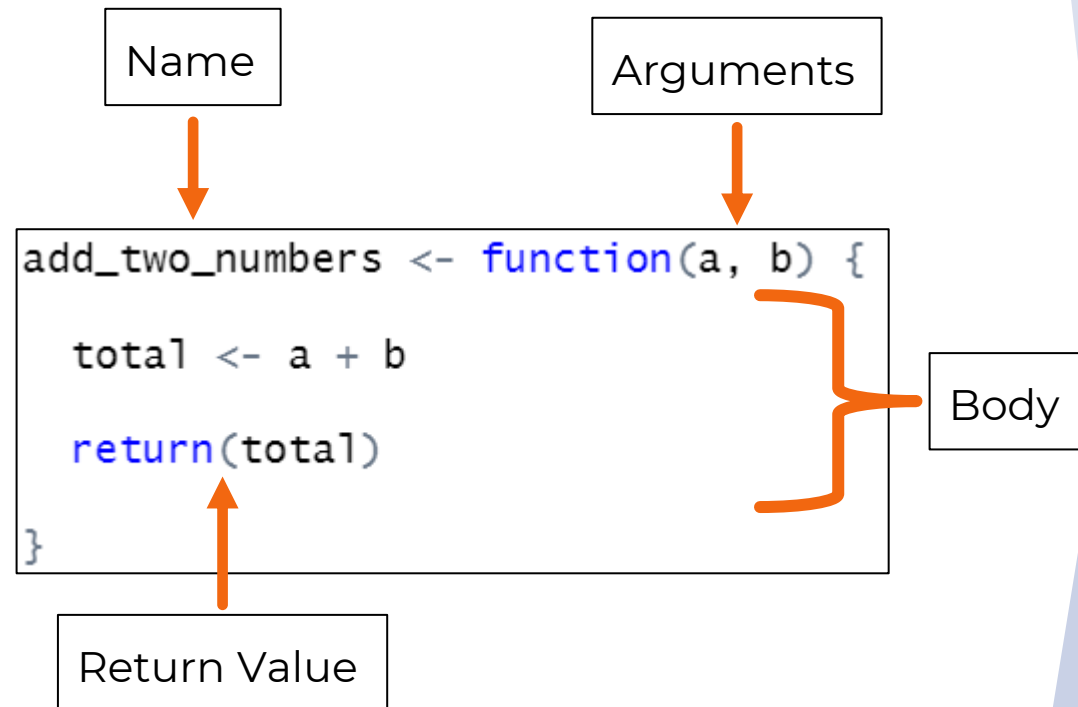 Name
Arguments
add_two_numbers <- function(a, b) {
total <- a + b
Body
return(total)
}
Return Value